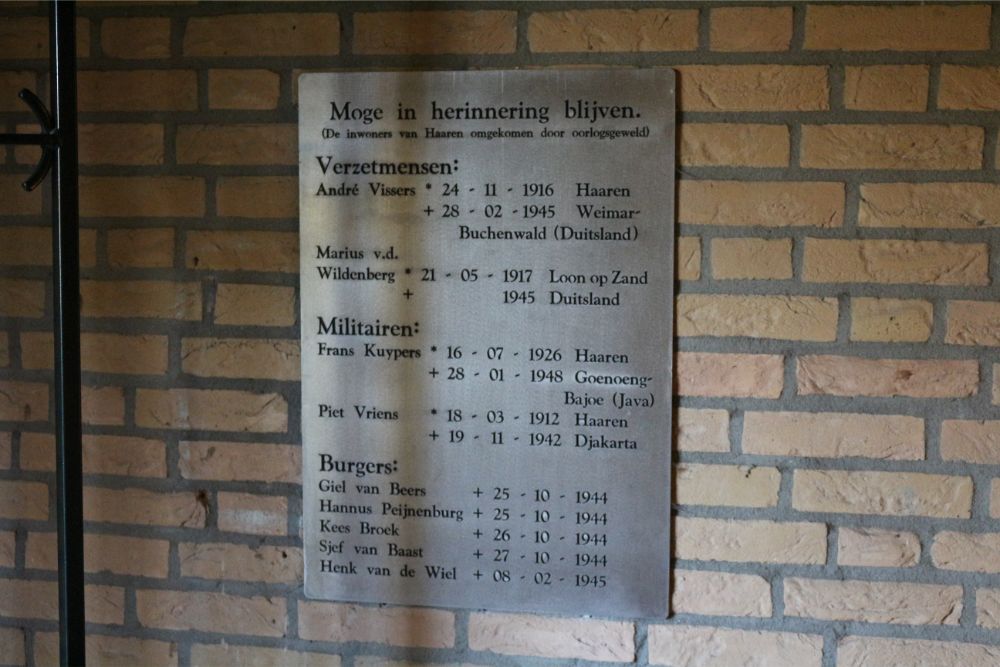 Moge in herinnering blijven.
(De inwoners van Haaren omgekomen door oorlogsgeweld)
Verzetmensen:
André Vissers * 24 - 11 - 1916 Haaren
+ 28 - 02 - 1945 Weimar-
Buchenwald (Duitsland)
Marius v.d.
Wildenberg * 21 - 05 - 1917 Loon op Zand
+ 1945 Duitsland
Militairen:
Frans Kuypers * 16 - 07 - 1926 Haaren
+ 28 - 01 - 1948 Goenoeng-
Bajoe (Java)
Piet Vriens * 18 - 03 - 1912 Haaren
+ 19 - 11 - 1942 Djakarta
Burgers:
Giel van Beers + 25 - 10 - 1944
Hannus Peijnenburg + 25 - 10 - 1944
Kees Broek + 26 - 10 - 1944
Sjef van Baast + 27 - 10 - 1944
Henk van de Wiel + 08 - 02 - 1945